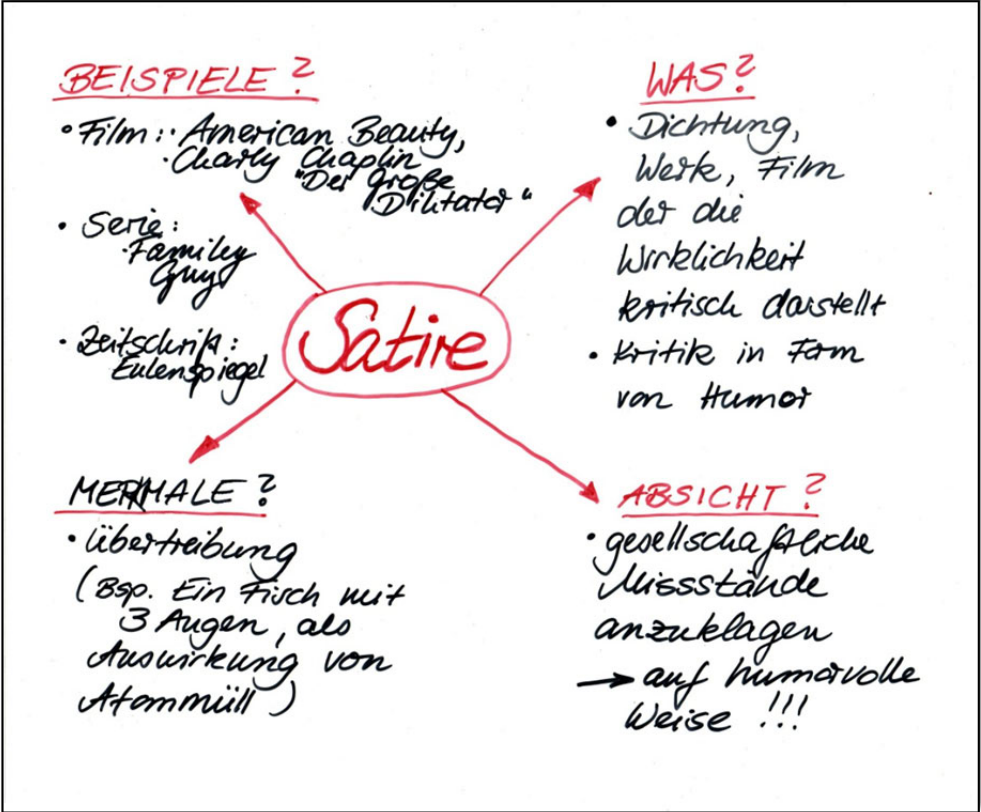 BEISPIELE?
• Film:• American Beauty,
• Charly Chaplin
"Der große
Diktator"
• Serie:
• Family
Guy
• Zeitschrift:
Eulenspiegel
WAS?
• Dichtung,
Werk, Film
der die
Wirklichkeit
kritisch darstellt
• Kritik in Form
von Humor
Satire
MERKMALE?
• Übertreibung
(Bsp. Ein Fisch mit
3 Augen, als
Auswirkung von
Atommüll)
ABSICHT?
• gesellschaftliche
Missstände
anzuklagen
→ auf humorvolle
Weise !!!